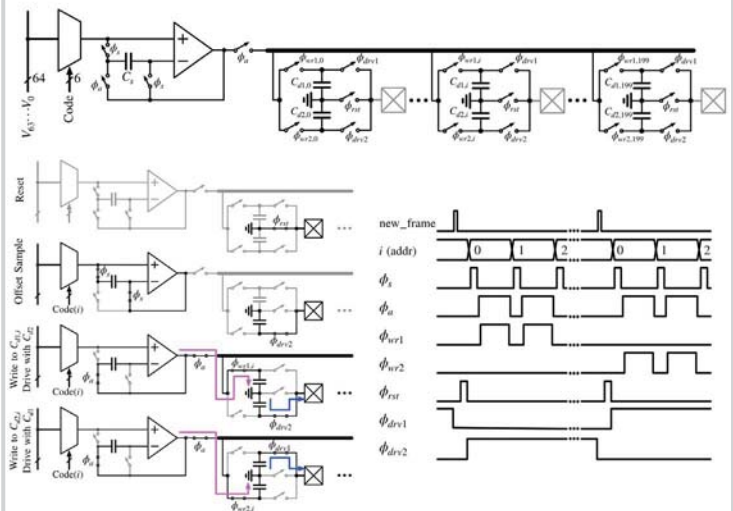 V₆₃···V₀
64
Code
6
ϕₛ
ϕₐ
Cₛ
ϕₛ
+
−
ϕₐ
ϕwr1,0
ϕdrv1
Cd1,0
Cd2,0
ϕrst
ϕwr2,0
ϕdrv2
ϕwr1,i
ϕdrv1
Cd1,i
Cd2,i
ϕrst
ϕwr2,i
ϕdrv2
ϕwr1,199
ϕdrv1
Cd1,199
Cd2,199
ϕrst
ϕwr2,199
ϕdrv2
Reset
+
−
ϕrst
Offset Sample
Code(i)
ϕₛ
ϕₛ
+
−
ϕdrv2
Write to Cd1,i
Drive with Cd2
Code(i)
ϕₐ
+
−
ϕₐ
ϕwr1,i
ϕdrv2
Write to Cd2,i
Drive with Cd1
Code(i)
ϕₐ
+
−
ϕₐ
ϕdrv1
ϕwr2,i
new_frame
i (addr) 0 1 2 0 1 2
ϕₛ
ϕₐ
ϕwr1
ϕwr2
ϕrst
ϕdrv1
ϕdrv2